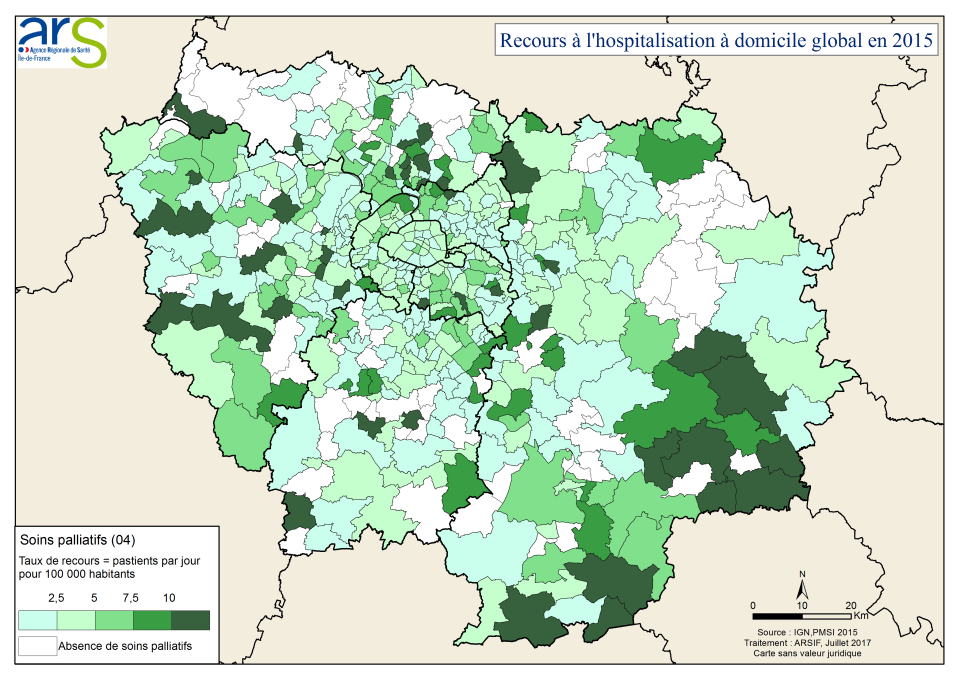 ars
Agence Régionale de Santé
Île-de-France
Recours à l'hospitalisation à domicile global en 2015
Soins palliatifs (04)
Taux de recours = pastients par jour
pour 100 000 habitants
2,5 5 7,5 10
Absence de soins palliatifs
N
0 10 20
Km
Source : IGN,PMSI 2015
Traitement : ARSIF, Juillet 2017
Carte sans valeur juridique